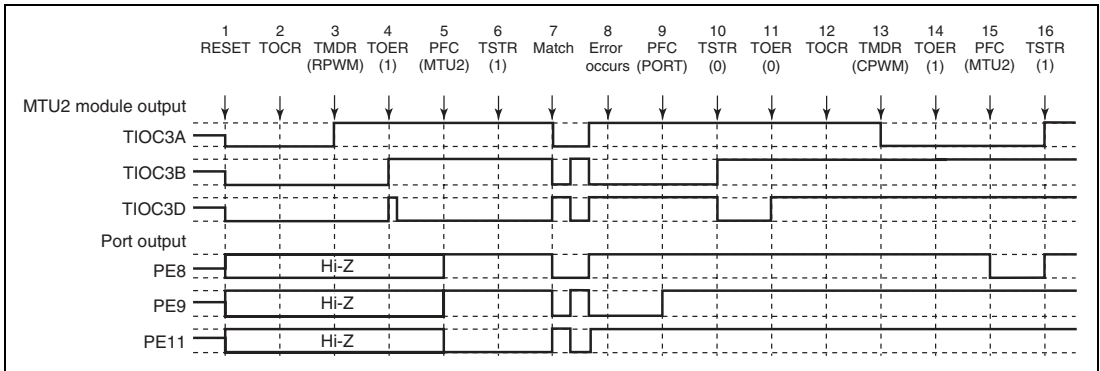 1 2 3 4 5 6 7 8 9 10 11 12 13 14 15 16
RESET TOCR TMDR TOER PFC TSTR Match Error PFC TSTR TOER TOCR TMDR TOER PFC TSTR
(RPWM) (1) (MTU2) (1) occurs (PORT) (0) (0) (CPWM) (1) (MTU2) (1)
MTU2 module output
TIOC3A
TIOC3B
TIOC3D
Port output
PE8 Hi-Z
PE9 Hi-Z
PE11 Hi-Z